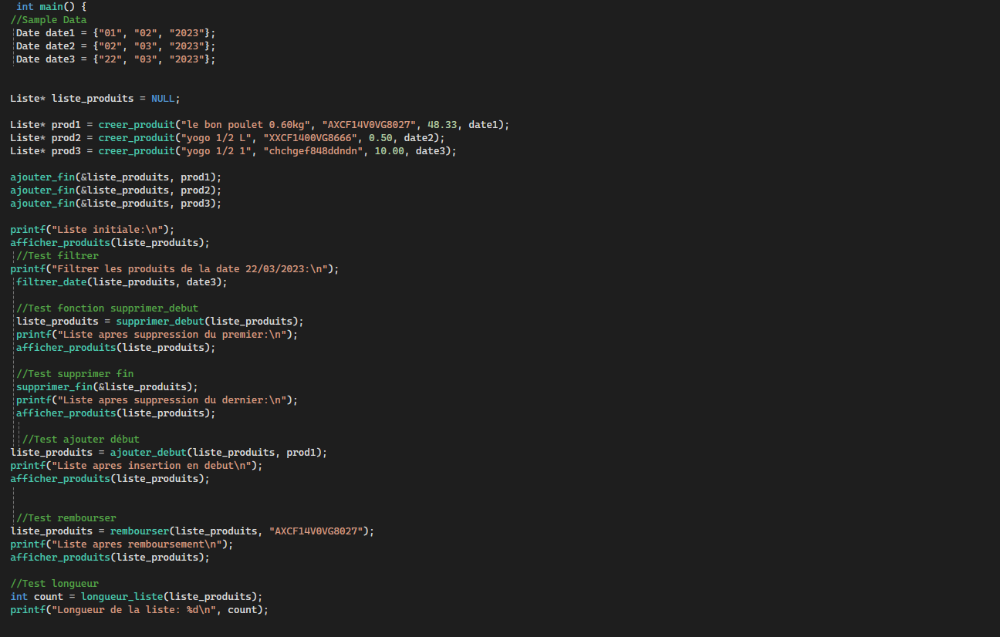 int main() {
//Sample Data
Date date1 = {"01", "02", "2023"};
Date date2 = {"02", "03", "2023"};
Date date3 = {"22", "03", "2023"};
Liste* liste_produits = NULL;
Liste* prod1 = creer_produit("le bon poulet 0.60kg", "AXCF14V0VG8027", 48.33, date1);
Liste* prod2 = creer_produit("yogo 1/2 L", "XXCF1400VG8666", 0.50, date2);
Liste* prod3 = creer_produit("yogo 1/2 1", "chchgef848ddndn", 10.00, date3);
ajouter_fin(&liste_produits, prod1);
ajouter_fin(&liste_produits, prod2);
ajouter_fin(&liste_produits, prod3);
printf("Liste initiale:\n");
afficher_produits(liste_produits);
//Test filtrer
printf("Filtrer les produits de la date 22/03/2023:\n");
filtrer_date(liste_produits, date3);
//Test fonction supprimer_debut
liste_produits = supprimer_debut(liste_produits);
printf("Liste apres suppression du premier:\n");
afficher_produits(liste_produits);
//Test supprimer fin
supprimer_fin(&liste_produits);
printf("Liste apres suppression du dernier:\n");
afficher_produits(liste_produits);
//Test ajouter début
liste_produits = ajouter_debut(liste_produits, prod1);
printf("Liste apres insertion en debut\n");
afficher_produits(liste_produits);
//Test rembourser
liste_produits = rembourser(liste_produits, "AXCF14V0VG8027");
printf("Liste apres remboursement\n");
afficher_produits(liste_produits);
//Test longueur
int count = longueur_liste(liste_produits);
printf("Longueur de la liste: %d\n", count);